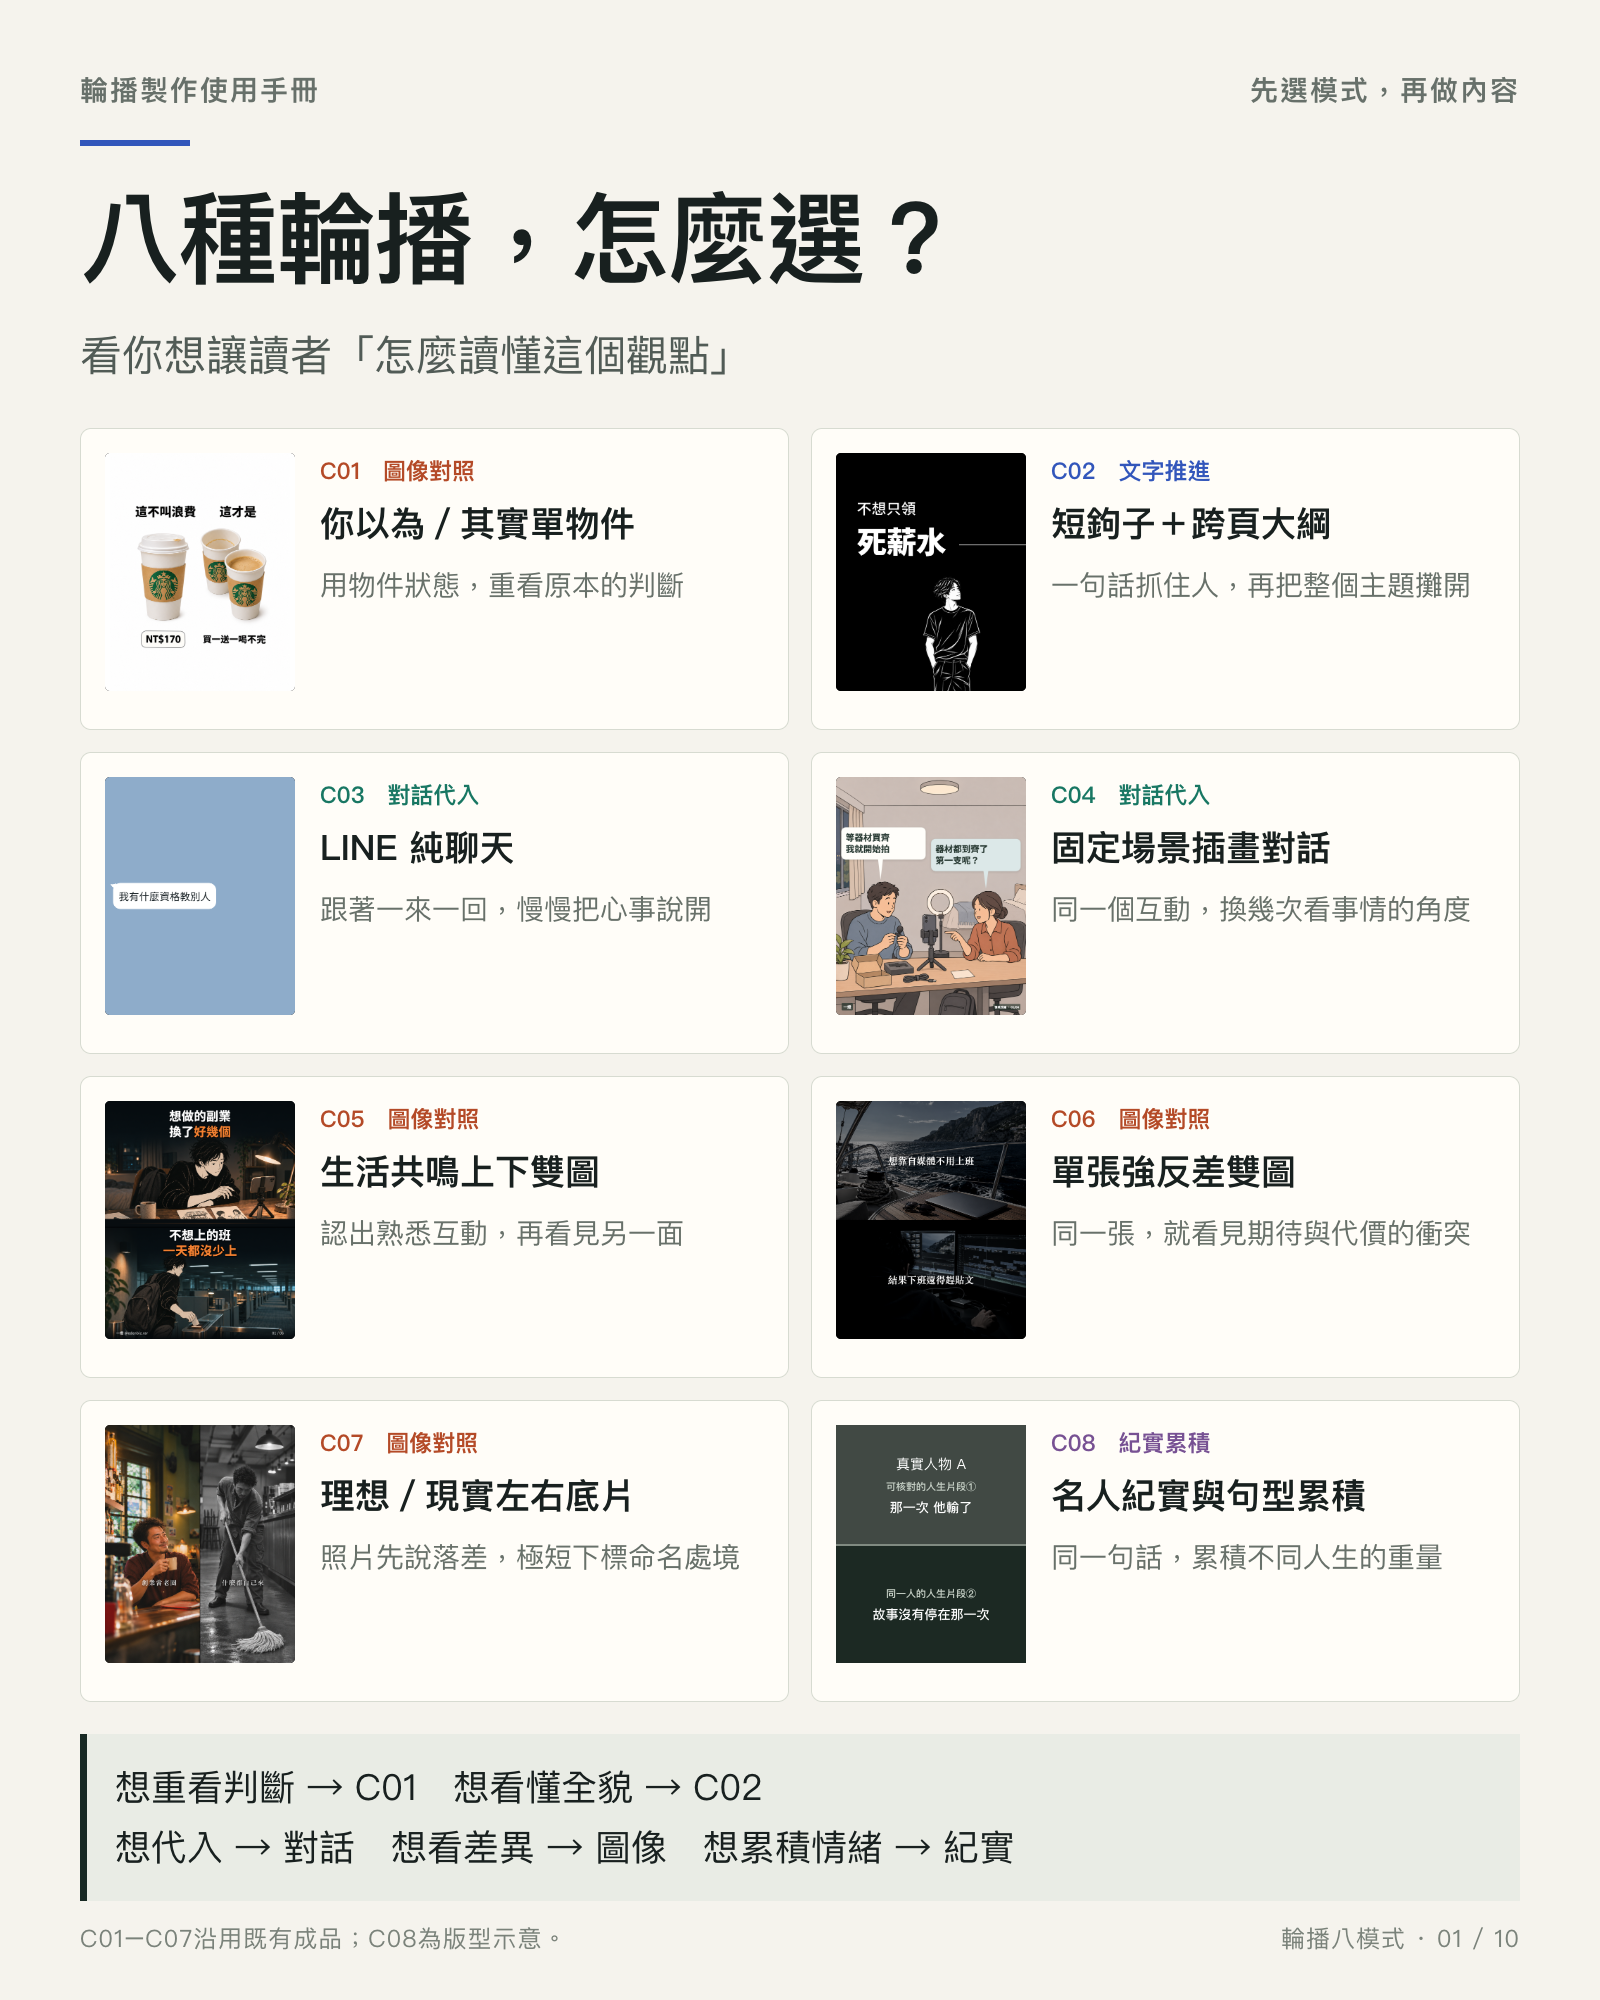 輪播製作使用手冊
先選模式，再做內容
八種輪播，怎麼選？
看你想讓讀者「怎麼讀懂這個觀點」
這不叫浪費 這才是
NT$170 買一送一喝不完
C01 圖像對照
你以為 / 其實單物件
用物件狀態，重看原本的判斷
不想只領
死薪水
C02 文字推進
短鉤子＋跨頁大綱
一句話抓住人，再把整個主題攤開
我有什麼資格教別人
C03 對話代入
LINE 純聊天
跟著一來一回，慢慢把心事說開
等器材買齊
我就開始拍
器材都到齊了
第一支呢？
C04 對話代入
固定場景插畫對話
同一個互動，換幾次看事情的角度
想做的副業
換了好幾個
不想上的班
一天都沒少上
C05 圖像對照
生活共鳴上下雙圖
認出熟悉互動，再看見另一面
想靠自媒體不用上班
結果下班還得趕貼文
C06 圖像對照
單張強反差雙圖
同一張，就看見期待與代價的衝突
創業當老闆
什麼都自己來
C07 圖像對照
理想 / 現實左右底片
照片先說落差，極短下標命名處境
真實人物 A
可核對的人生片段①
那一次 他輸了
同一人的人生片段②
故事沒有停在那一次
C08 紀實累積
名人紀實與句型累積
同一句話，累積不同人生的重量
想重看判斷 → C01 想看懂全貌 → C02
想代入 → 對話 想看差異 → 圖像 想累積情緒 → 紀實
C01—C07沿用既有成品；C08為版型示意。
輪播八模式 · 01 / 10